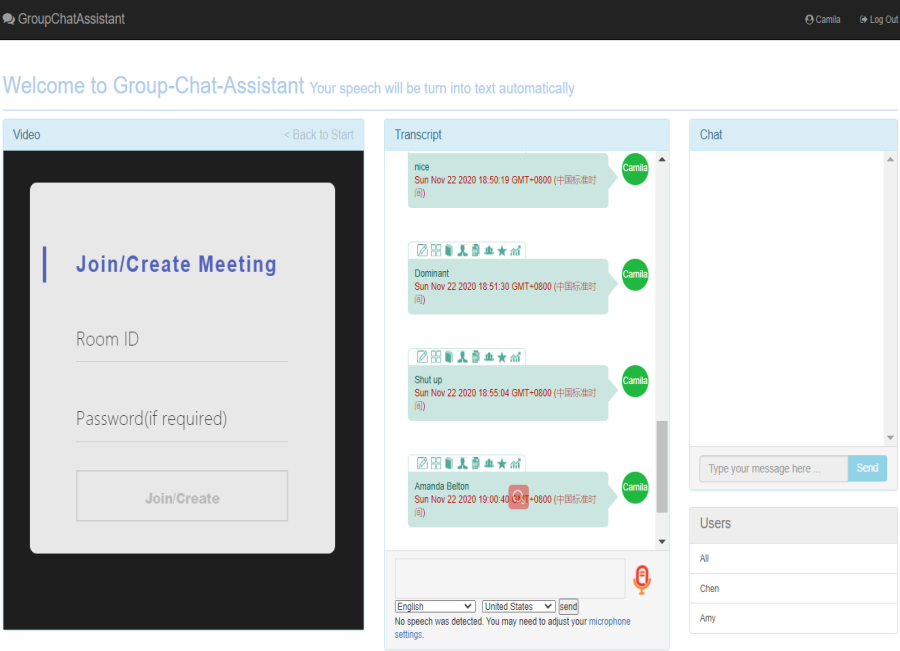 GroupChatAssistant
Camila
Log Out
Welcome to Group-Chat-Assistant Your speech will be turn into text automatically
Video
< Back to Start
Join/Create Meeting
Room ID
Password(if required)
Join/Create
Transcript
nice
Camila
Sun Nov 22 2020 18:50:19 GMT+0800 (中国标准时
间)
Dominant
Camila
Sun Nov 22 2020 18:51:30 GMT+0800 (中国标准时
间)
Shut up
Camila
Sun Nov 22 2020 18:55:04 GMT+0800 (中国标准时
间)
Amanda Belton
Camila
Sun Nov 22 2020 19:00:40 GMT+0800 (中国标准时
间)
English
United States
send
No speech was detected. You may need to adjust your microphone
settings.
Chat
Type your message here ...
Send
Users
All
Chen
Amy